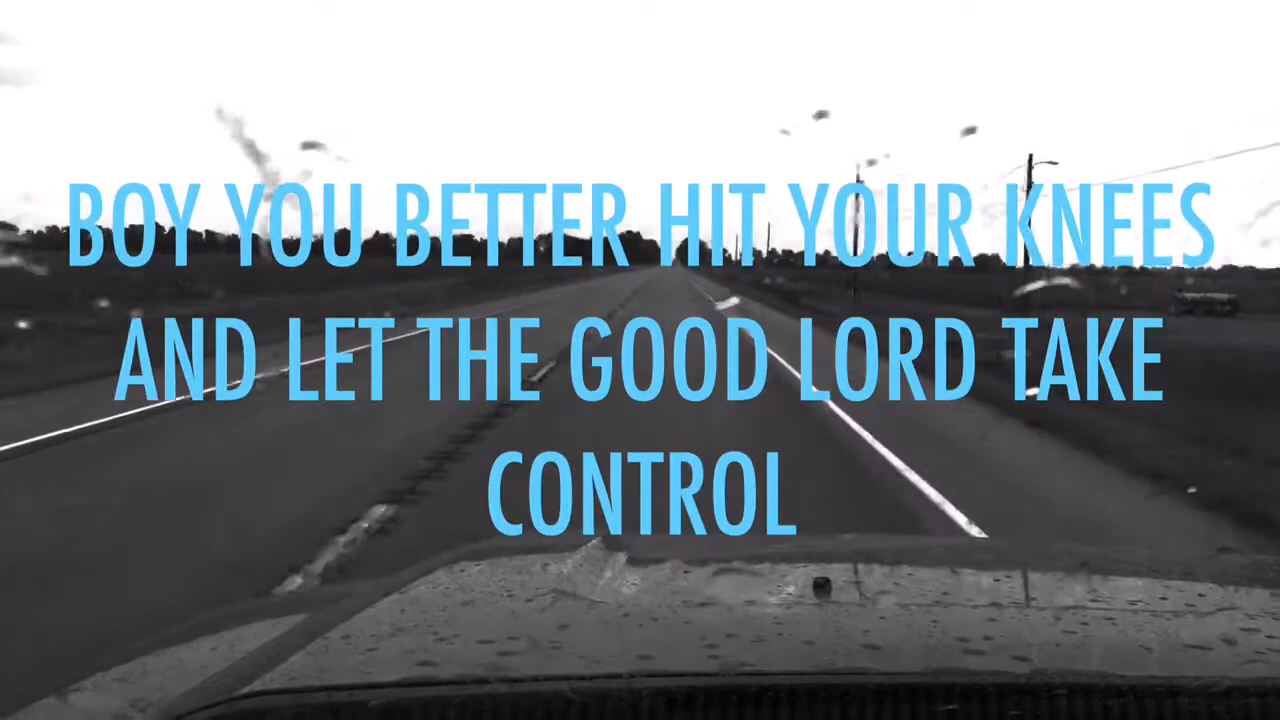 BOY YOU BETTER HIT YOUR KNEES
AND LET THE GOOD LORD TAKE
CONTROL